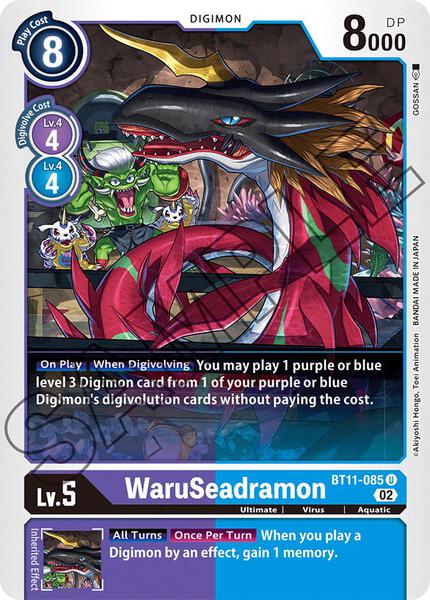 Play Cost
8
DIGIMON
DP
8000
Digivolve Cost
Lv.4
4
Lv.4
4
GOSSAN
©Akiyoshi Hongo, Toei Animation BANDAI MADE IN JAPAN
SAMPLE
On Play When Digivolving You may play 1 purple or blue
level 3 Digimon card from 1 of your purple or blue
Digimon's digivolution cards without paying the cost.
Lv.5
WaruSeadramon
BT11-085 U
02
Ultimate | Virus | Aquatic
Inherited Effect
All Turns Once Per Turn When you play a
Digimon by an effect, gain 1 memory.